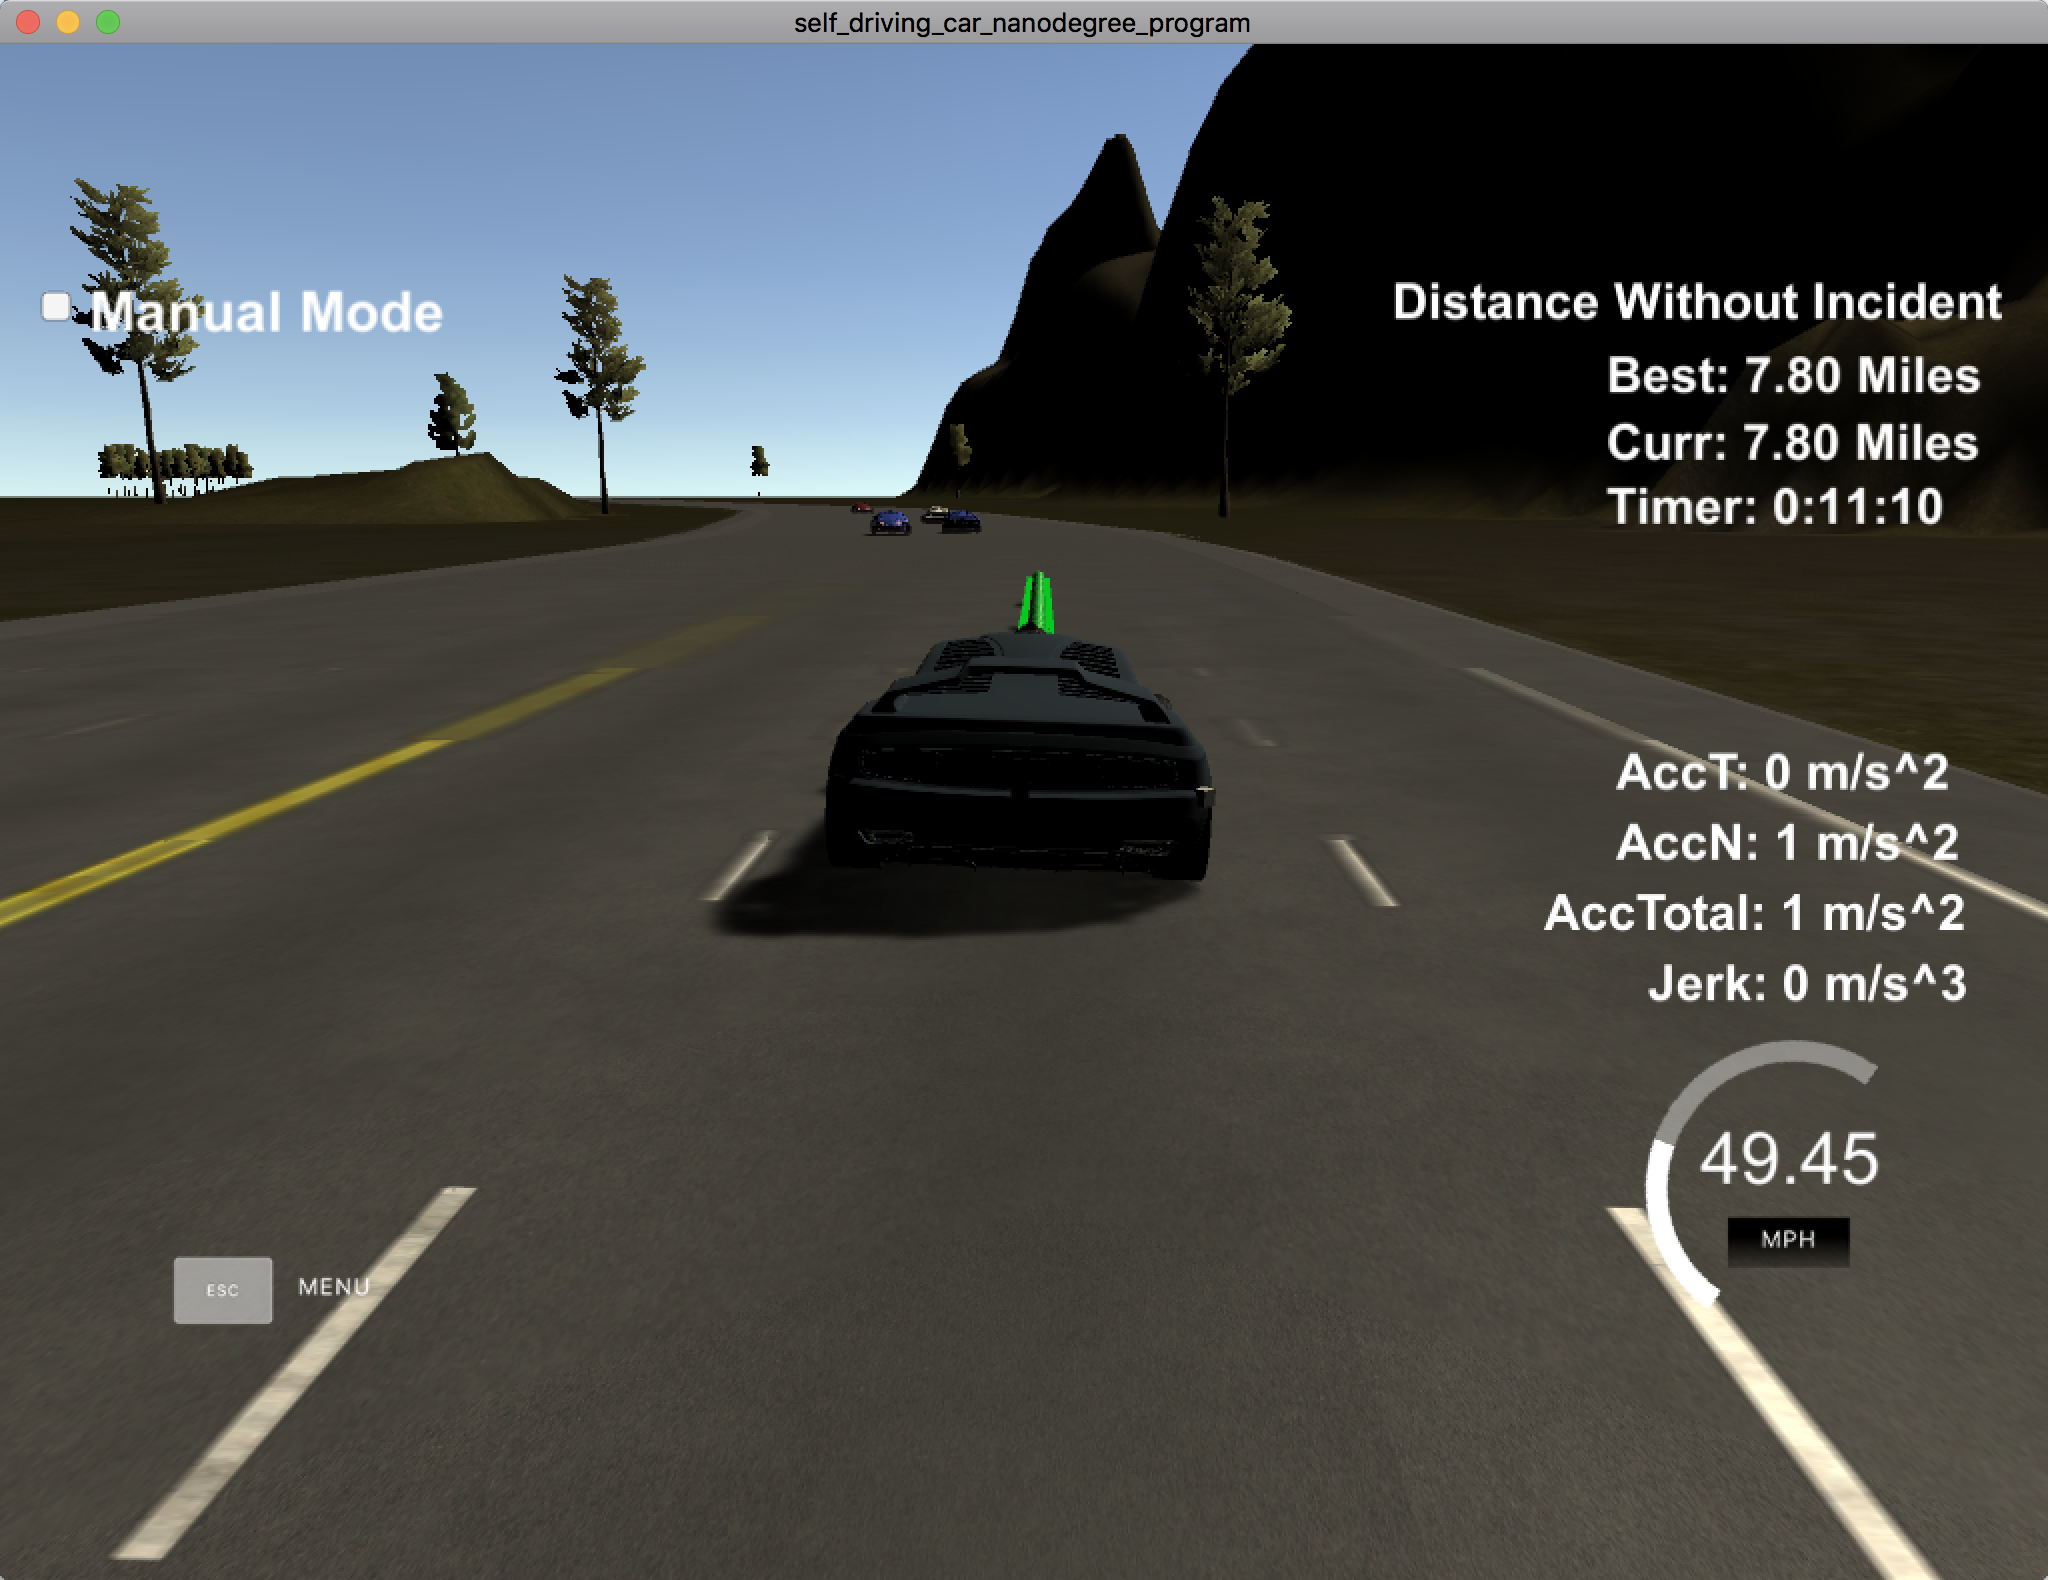 self_driving_car_nanodegree_program
Manual Mode
Distance Without Incident
Best: 7.80 Miles
Curr: 7.80 Miles
Timer: 0:11:10
AccT: 0 m/s^2
AccN: 1 m/s^2
AccTotal: 1 m/s^2
Jerk: 0 m/s^3
49.45
MPH
ESC MENU